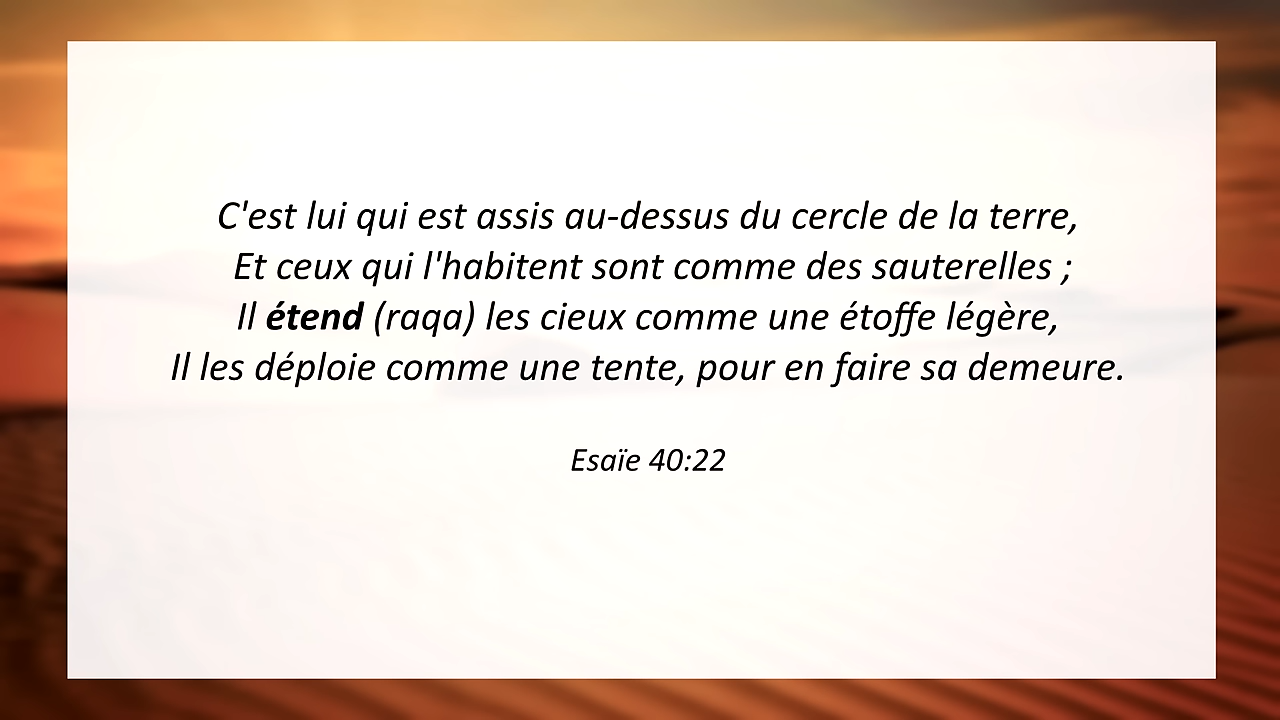 C'est lui qui est assis au-dessus du cercle de la terre,
Et ceux qui l'habitent sont comme des sauterelles ;
Il étend (raqa) les cieux comme une étoffe légère,
Il les déploie comme une tente, pour en faire sa demeure.
Esaïe 40:22